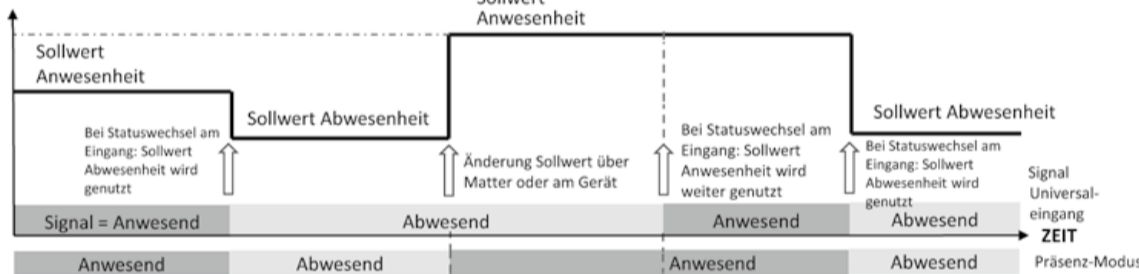 Sollwert
Anwesenheit
Sollwert
Anwesenheit
Sollwert Abwesenheit
Sollwert Abwesenheit
Bei Statuswechsel am
Eingang: Sollwert
Abwesenheit wird
genutzt
Änderung Sollwert über
Matter oder am Gerät
Bei Statuswechsel am
Eingang: Sollwert
Anwesenheit wird
weiter genutzt
Bei Statuswechsel am
Eingang: Sollwert
Abwesenheit wird
genutzt
Signal
Universal-
eingang
Signal = Anwesend
Abwesend
Anwesend
Abwesend
ZEIT
Anwesend
Abwesend
Anwesend
Abwesend
Präsenz-Modus